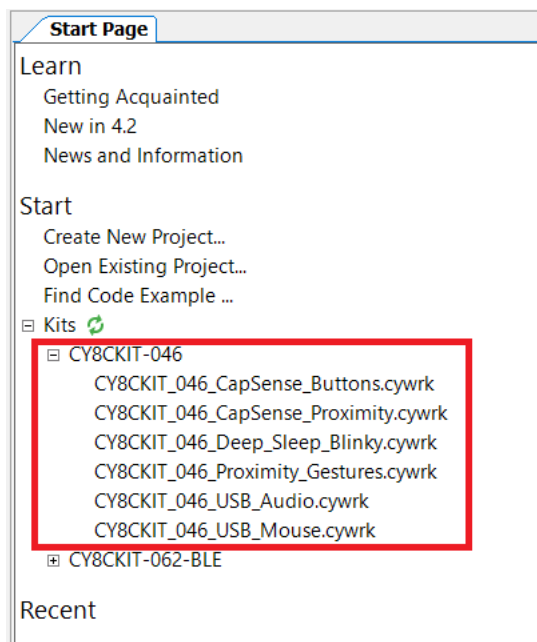 Start Page
Learn
Getting Acquainted
New in 4.2
News and Information
Start
Create New Project...
Open Existing Project...
Find Code Example ...
Kits
CY8CKIT-046
CY8CKIT_046_CapSense_Buttons.cywrk
CY8CKIT_046_CapSense_Proximity.cywrk
CY8CKIT_046_Deep_Sleep_Blinky.cywrk
CY8CKIT_046_Proximity_Gestures.cywrk
CY8CKIT_046_USB_Audio.cywrk
CY8CKIT_046_USB_Mouse.cywrk
CY8CKIT-062-BLE
Recent